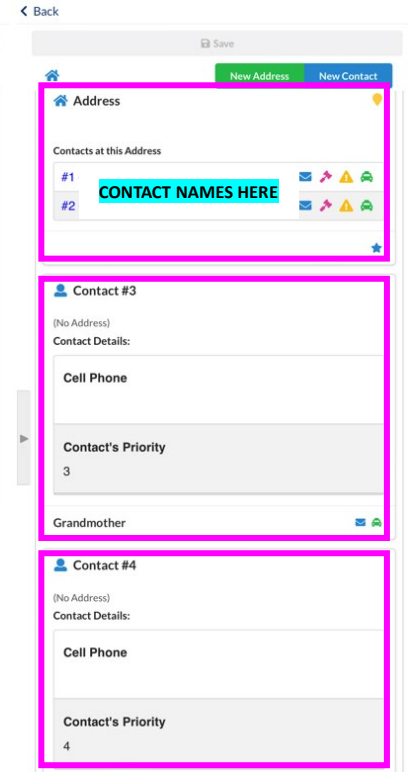 Back
Save
New Address New Contact
Address
Contacts at this Address
#1
CONTACT NAMES HERE
#2
Contact #3
(No Address)
Contact Details:
Cell Phone
Contact's Priority
3
Grandmother
Contact #4
(No Address)
Contact Details:
Cell Phone
Contact's Priority
4